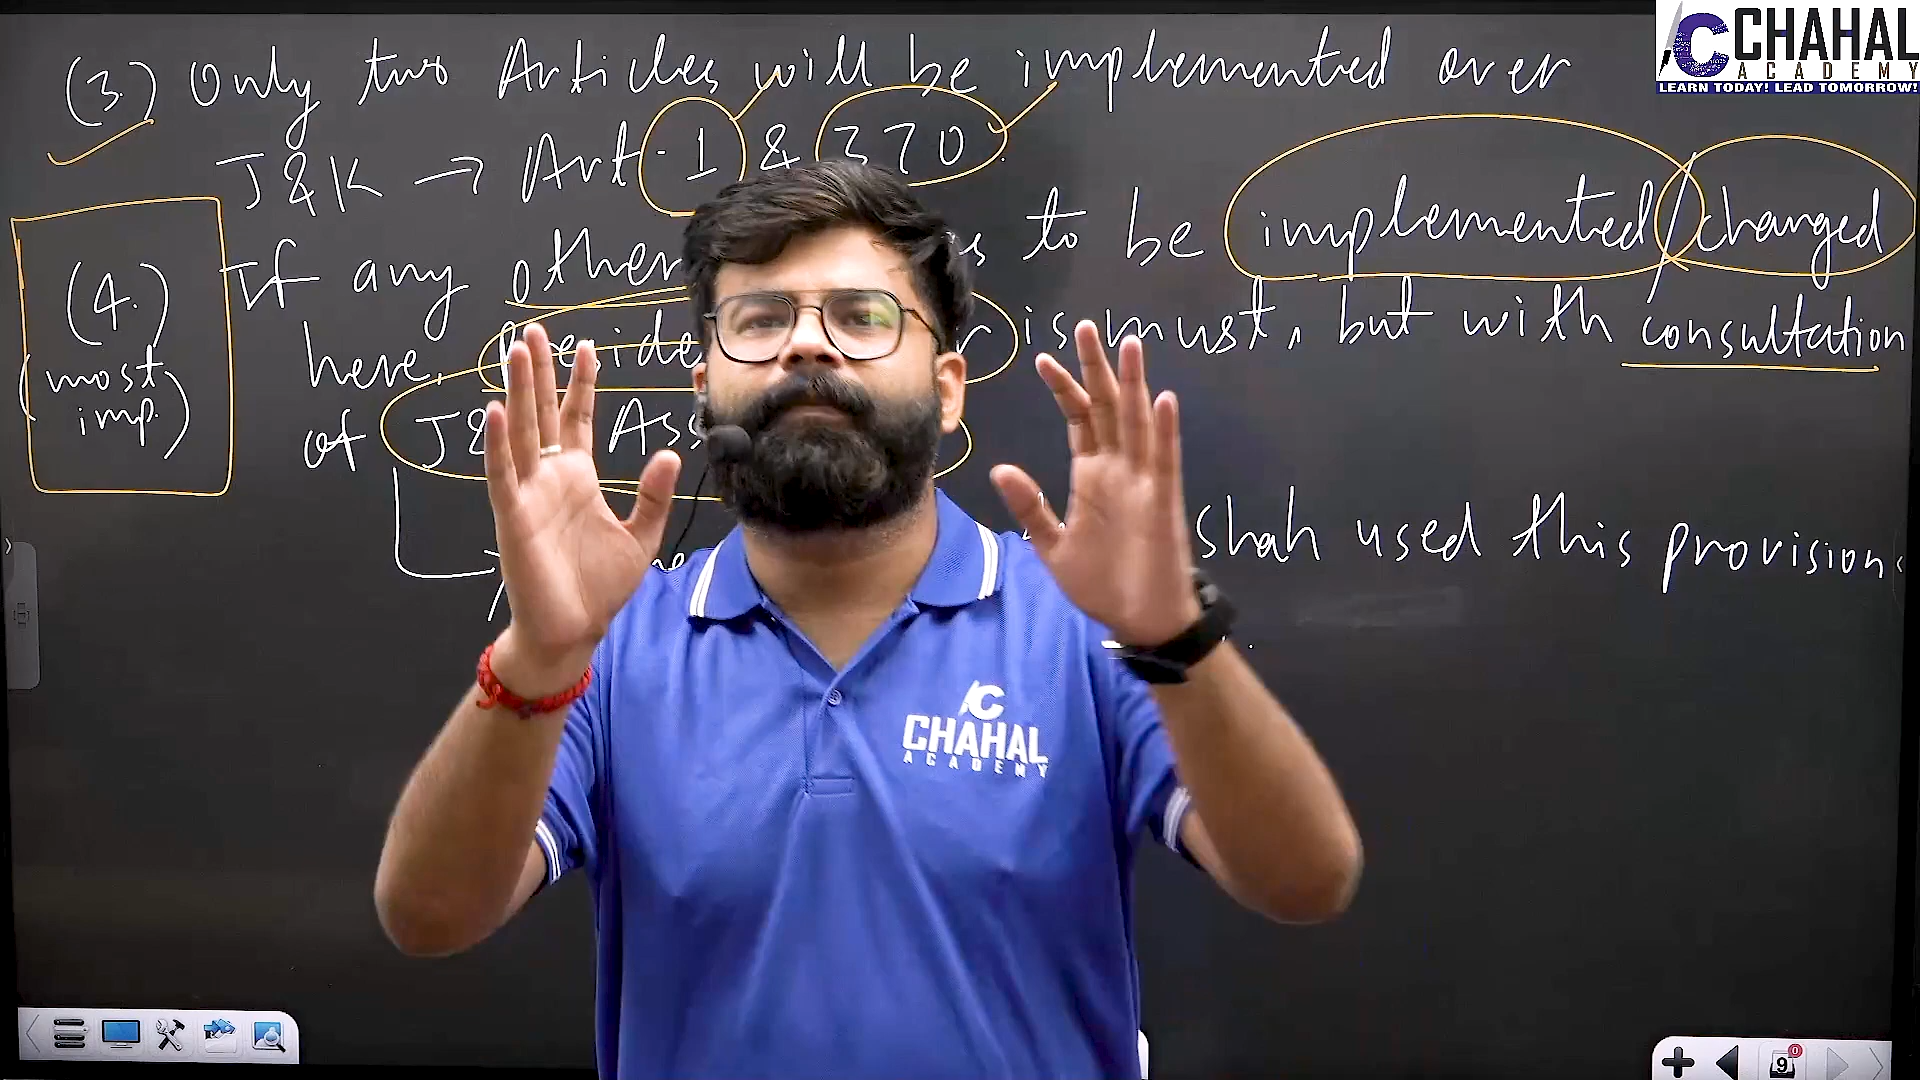 (3.) Only two Articles will be implemented over
J&K → Art. 1 & 370.
(4.) If any other to be implemented / changed
(most imp.)
here, is must, but with consultation
of J&
Shah used this provision.
CHAHAL
ACADEMY
LEARN TODAY! LEAD TOMORROW!
CHAHAL
ACADEMY
9
0